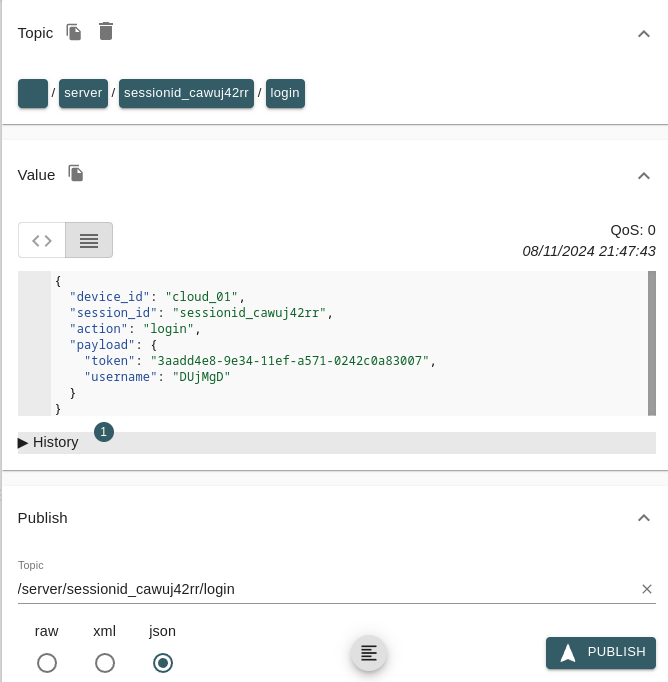 Topic
/ server / sessionid_cawuj42rr / login
Value
QoS: 0
08/11/2024 21:47:43
{
"device_id": "cloud_01",
"session_id": "sessionid_cawuj42rr",
"action": "login",
"payload": {
"token": "3aadd4e8-9e34-11ef-a571-0242c0a83007",
"username": "DUjMgD"
}
}
▶ History 1
Publish
Topic
/server/sessionid_cawuj42rr/login
raw xml json
PUBLISH